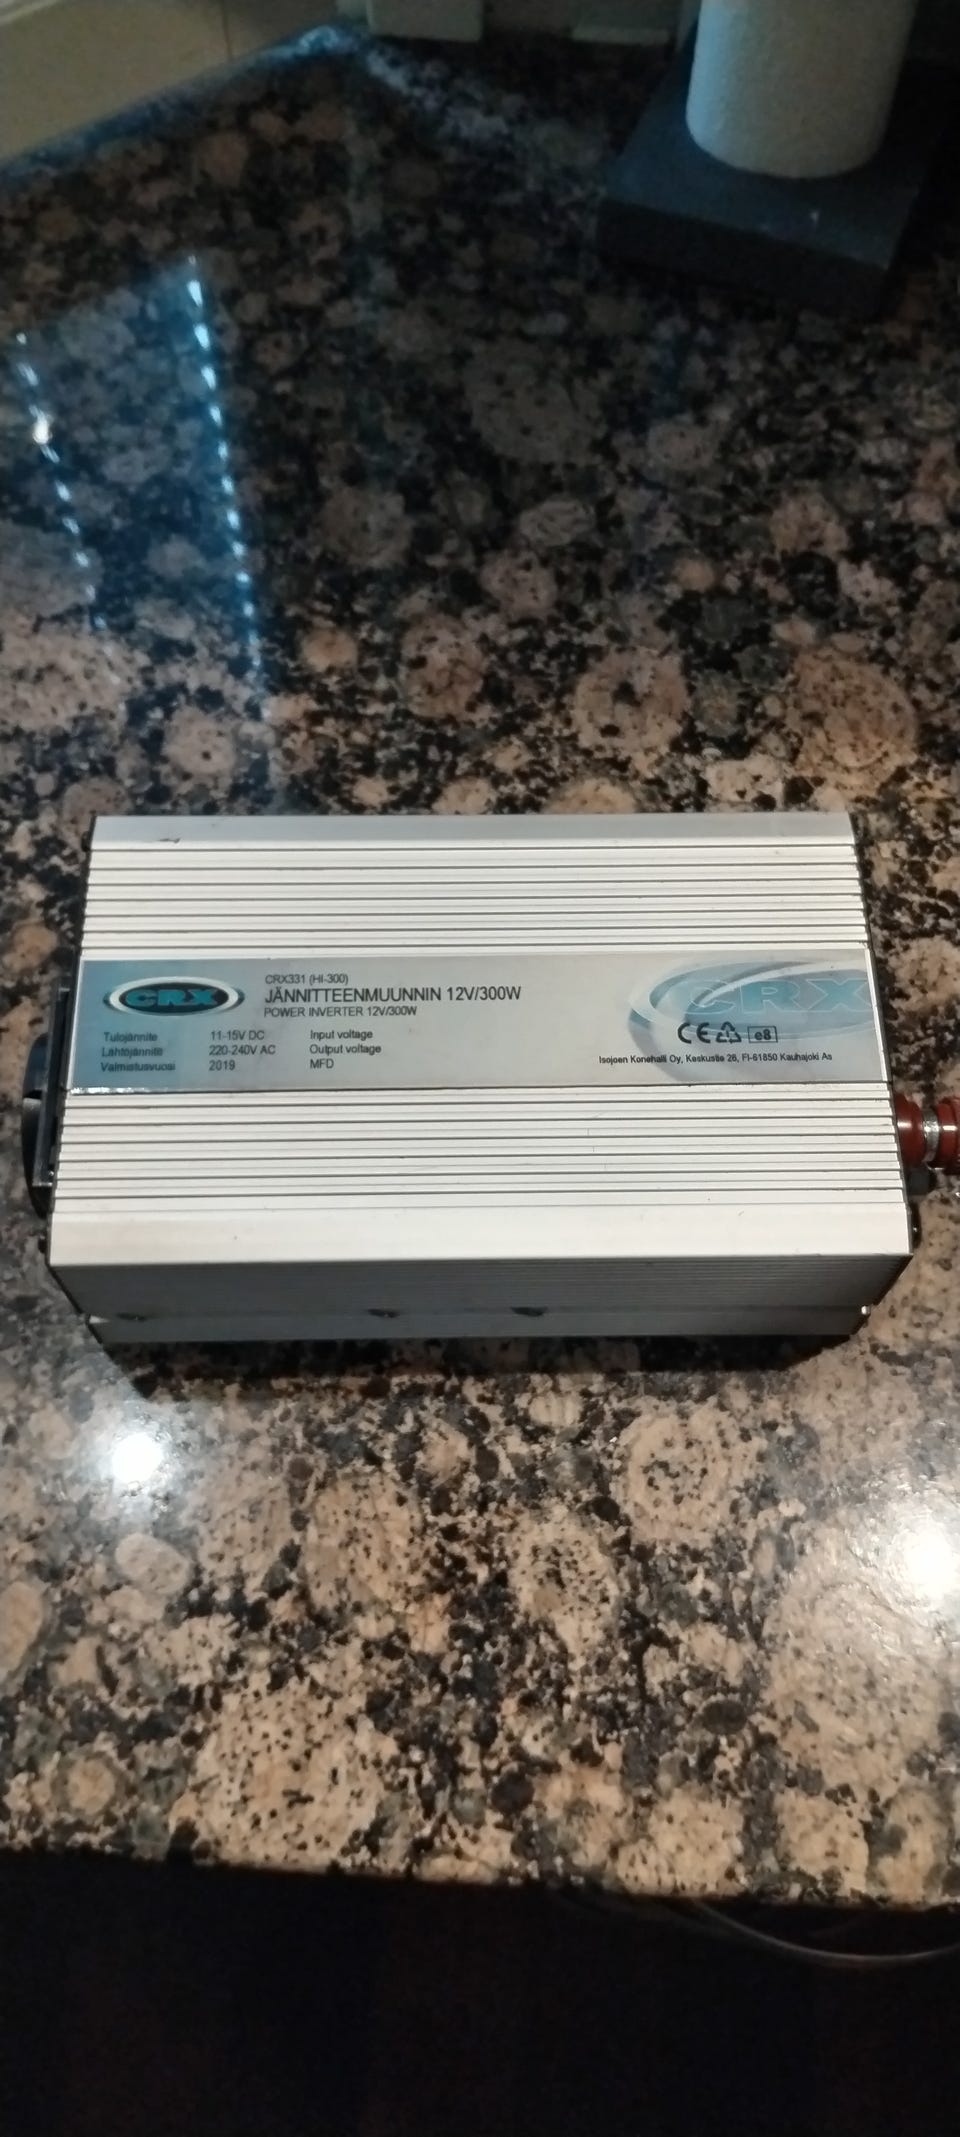 CRX
CRX331 (HI-300)
JÄNNITTEENMUUNNIN 12V/300W
POWER INVERTER 12V/300W
Tulojännite 11-15V DC Input voltage
Lähtöjännite 220-240V AC Output voltage
Valmistusvuosi 2019 MFD
CRX
CE e8
Isojoen Konehalli Oy, Keskustie 26, FI-61850 Kauhajoki As